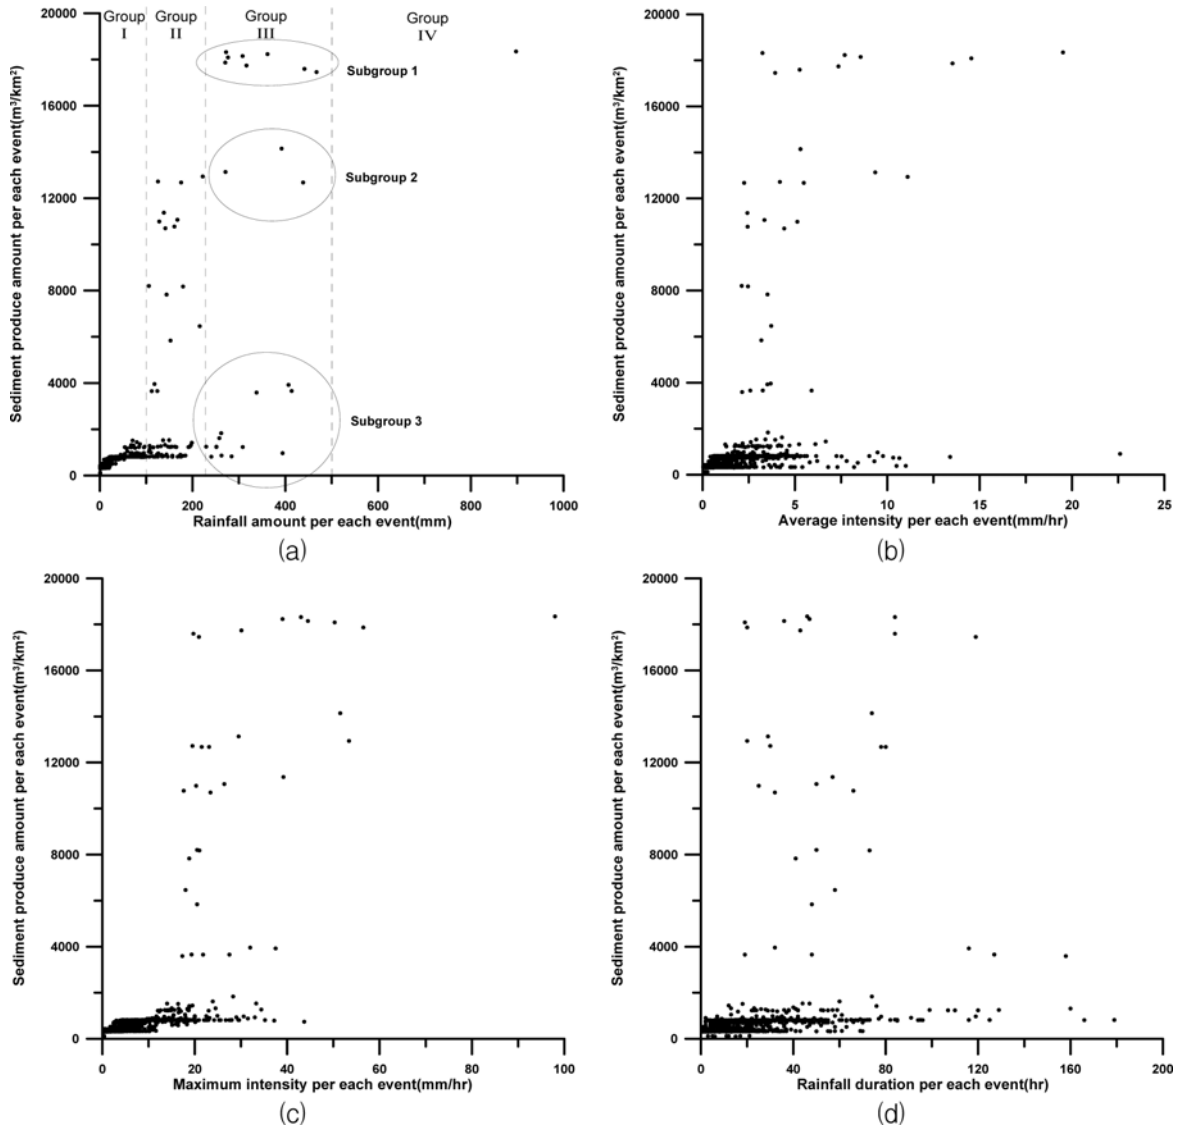 Group Group Group Group
I II III IV
Subgroup 1
Subgroup 2
Subgroup 3
Sediment produce amount per each event(m³/km²)
20000
16000
12000
8000
4000
0
0 200 400 600 800 1000
Rainfall amount per each event(mm)
(a)
Sediment produce amount per each event(m³/km²)
20000
16000
12000
8000
4000
0
0 5 10 15 20 25
Average intensity per each event(mm/hr)
(b)
Sediment produce amount per each event(m³/km²)
20000
16000
12000
8000
4000
0
0 20 40 60 80 100
Maximum intensity per each event(mm/hr)
(c)
Sediment produce amount per each event(m³/km²)
20000
16000
12000
8000
4000
0
0 40 80 120 160 200
Rainfall duration per each event(hr)
(d)